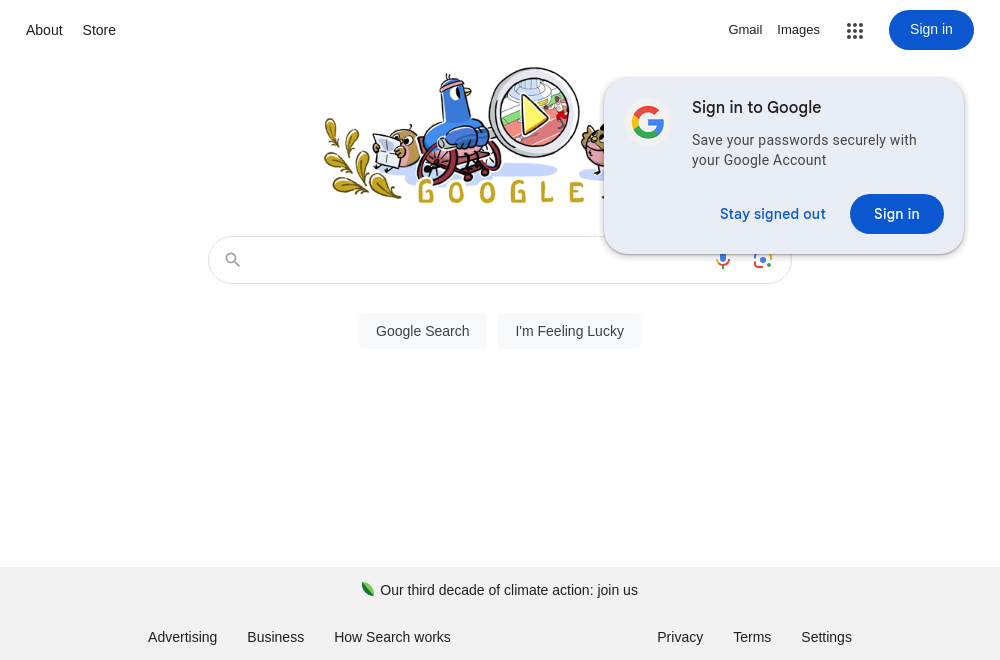 About
Store
Gmail
Images
Sign in
Sign in to Google
Save your passwords securely with
your Google Account
Stay signed out
Sign in
GOOGLE
Google Search
I'm Feeling Lucky
Our third decade of climate action: join us
Advertising
Business
How Search works
Privacy
Terms
Settings